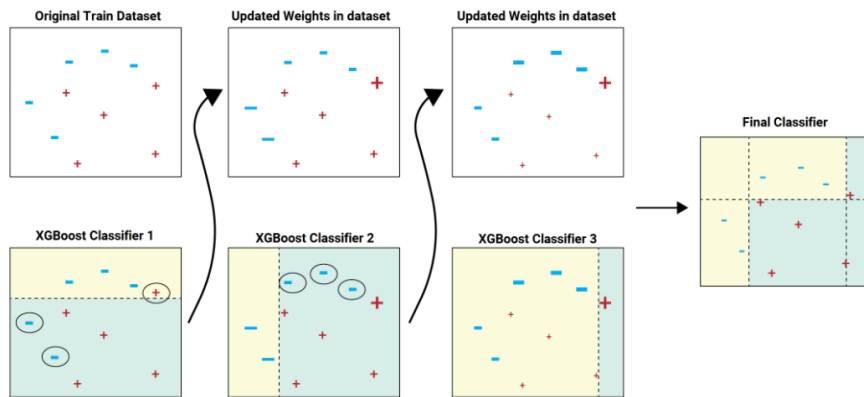 Original Train Dataset
Updated Weights in dataset
Updated Weights in dataset
Final Classifier
XGBoost Classifier 1
XGBoost Classifier 2
XGBoost Classifier 3